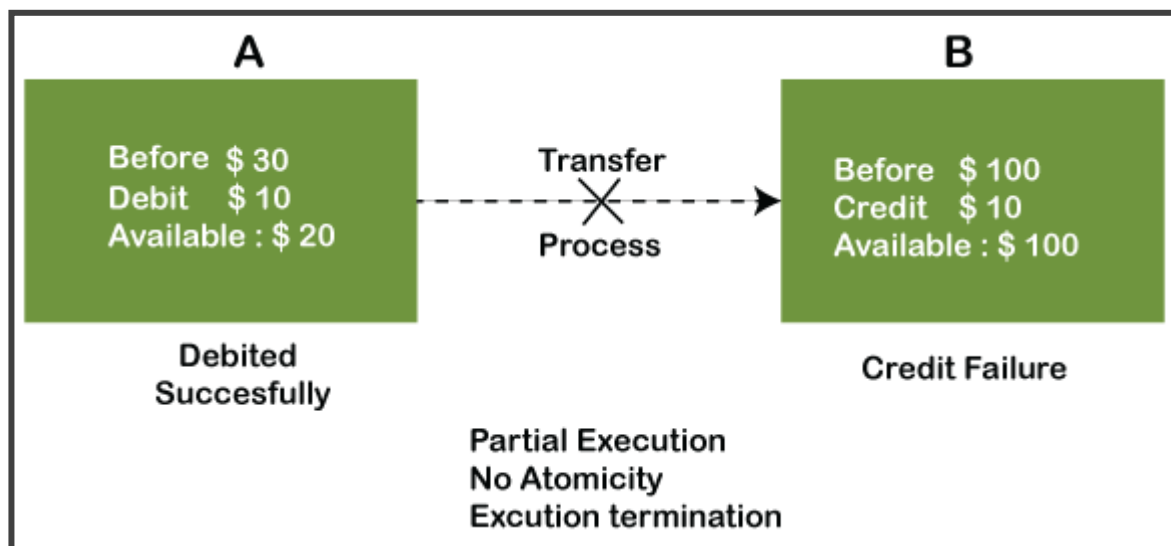 A
B
Before $ 30
Debit $ 10
Available : $ 20
Transfer
Process
Before $ 100
Credit $ 10
Available : $ 100
Debited
Succesfully
Credit Failure
Partial Execution
No Atomicity
Excution termination